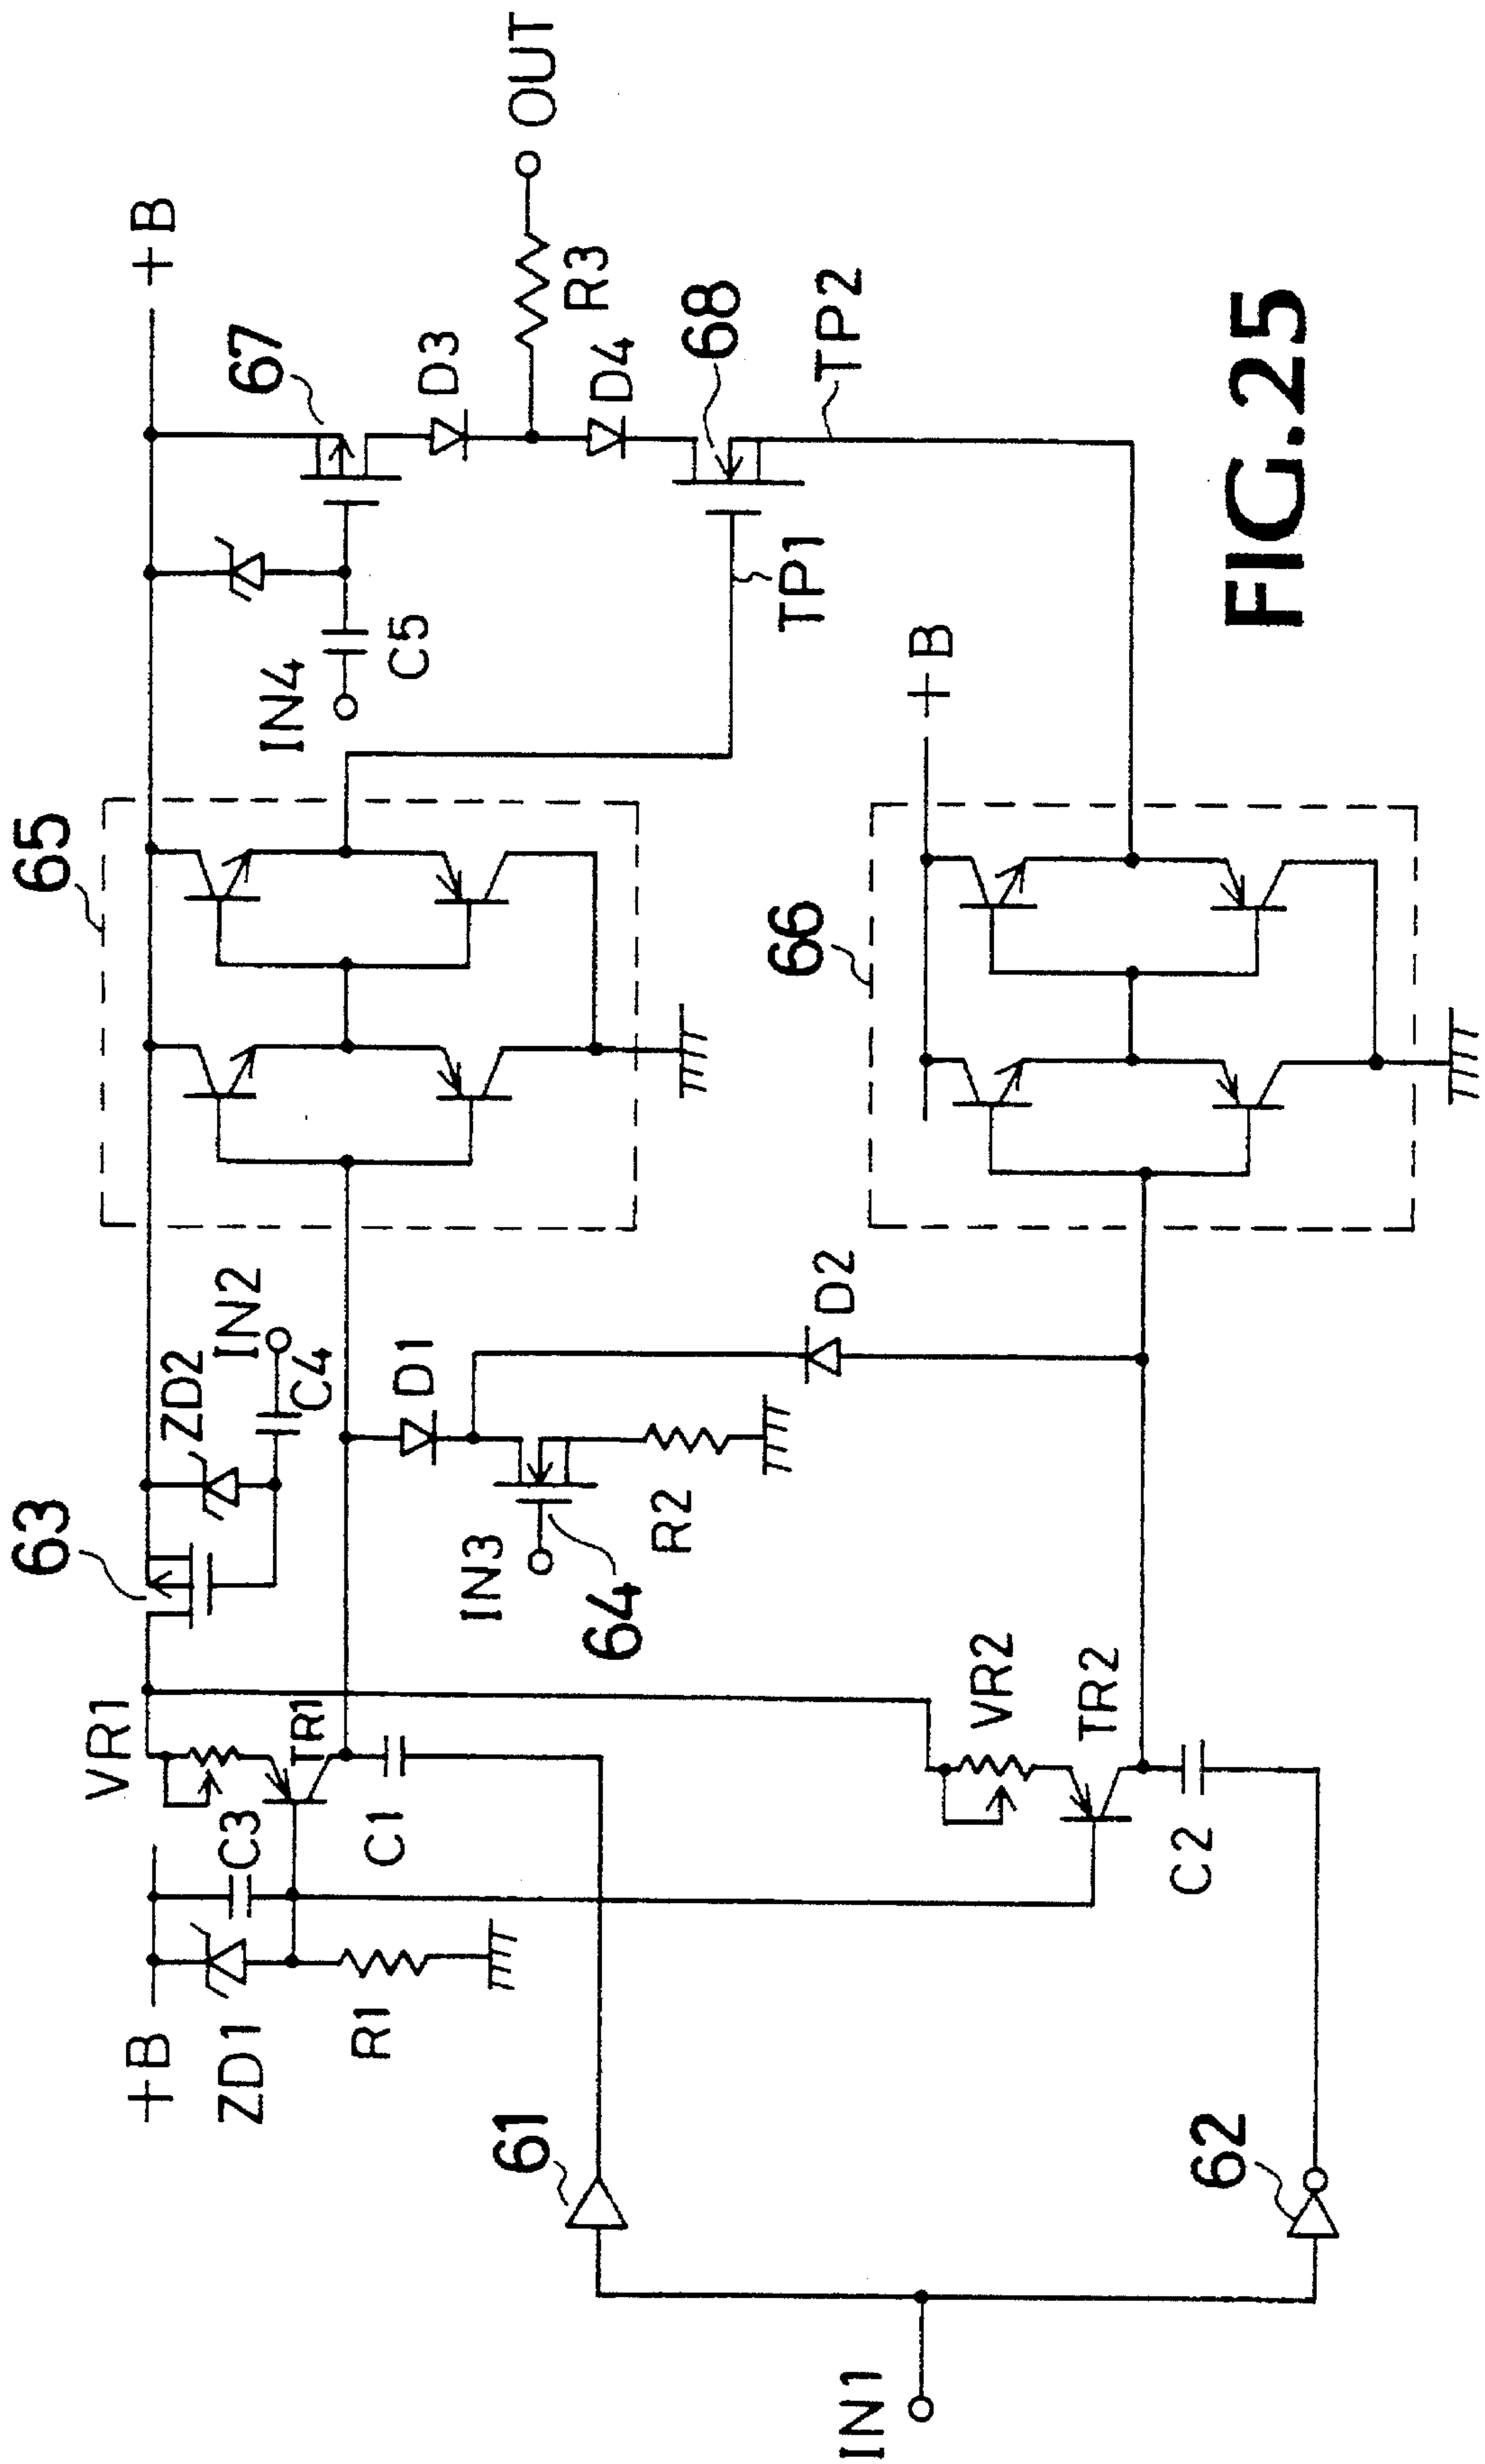 +B
ZD1
R1
C3
VR1
TR1
C1
63
ZD2
IN2
C4
65
+B
67
IN4
C5
D3
OUT
R3
D4
68
TP1
TP2
D1
IN3
64
R2
D2
61
IN1
62
VR2
TR2
C2
66
+B
FIG.25